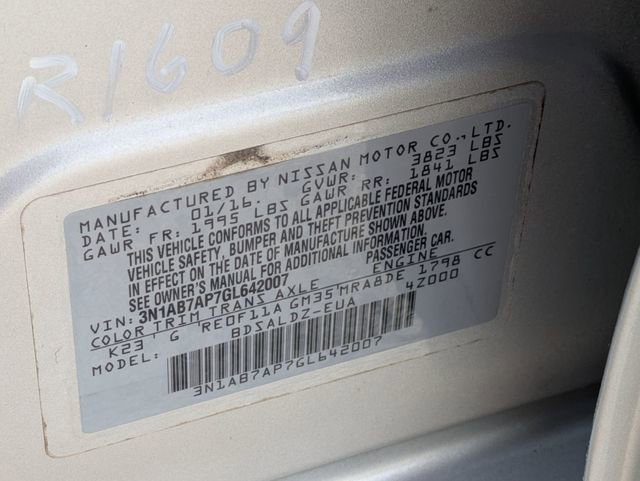 R1609
MANUFACTURED BY NISSAN MOTOR CO.,LTD.
DATE: 01/16. GVWR: 3823 LBS
GAWR FR: 1995 LBS GAWR RR: 1841 LBS
THIS VEHICLE CONFORMS TO ALL APPLICABLE FEDERAL MOTOR
VEHICLE SAFETY, BUMPER AND THEFT PREVENTION STANDARDS
IN EFFECT ON THE DATE OF MANUFACTURE SHOWN ABOVE.
SEE OWNER'S MANUAL FOR ADDITIONAL INFORMATION.
VIN: 3N1AB7AP7GL642007 PASSENGER CAR.
COLOR TRIM TRANS AXLE ENGINE
K23 G RE0F11A GM35 MRA8DE 1798 CC
MODEL: BDSALDZ-EUA 4Z000
3N1AB7AP7GL642007